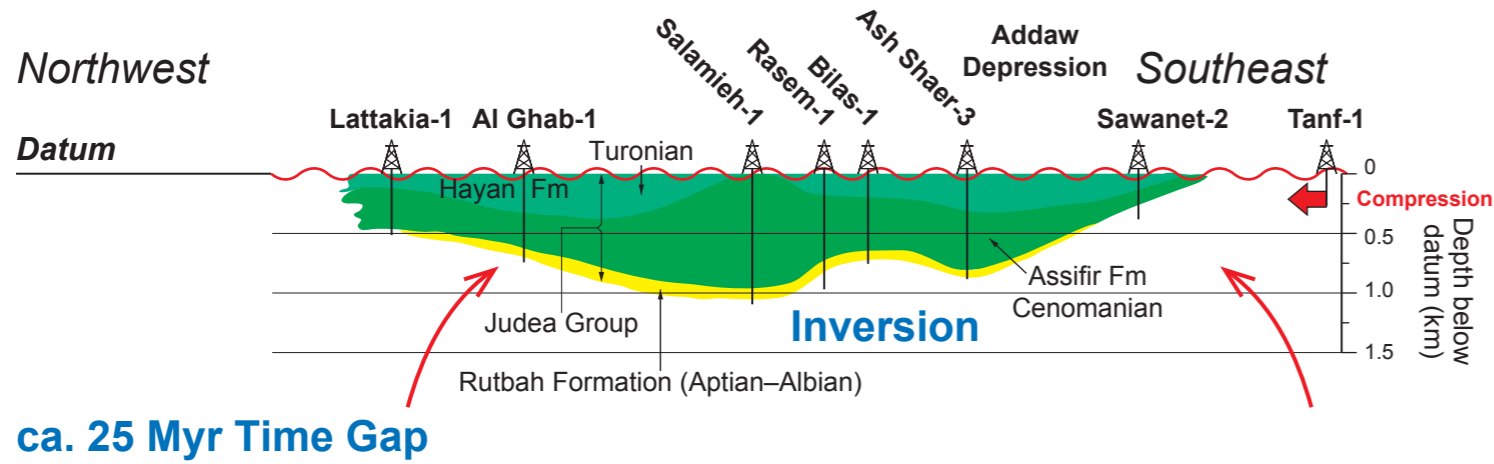 Northwest
Southeast
Salamieh-1
Rasem-1
Bilas-1
Ash Shaer-3
Addaw
Depression
Lattakia-1
Al Ghab-1
Sawanet-2
Tanf-1
Datum
Turonian
Hayan Fm
Compression
0
0.5
1.0
1.5
Depth below
datum (km)
Assifir Fm
Cenomanian
Judea Group
Inversion
Rutbah Formation (Aptian–Albian)
ca. 25 Myr Time Gap